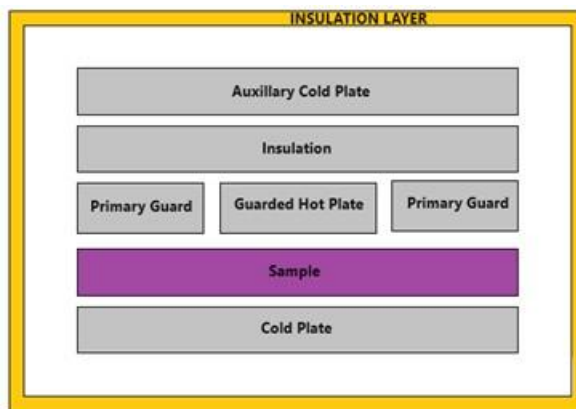 INSULATION LAYER
Auxillary Cold Plate
Insulation
Primary Guard
Guarded Hot Plate
Primary Guard
Sample
Cold Plate